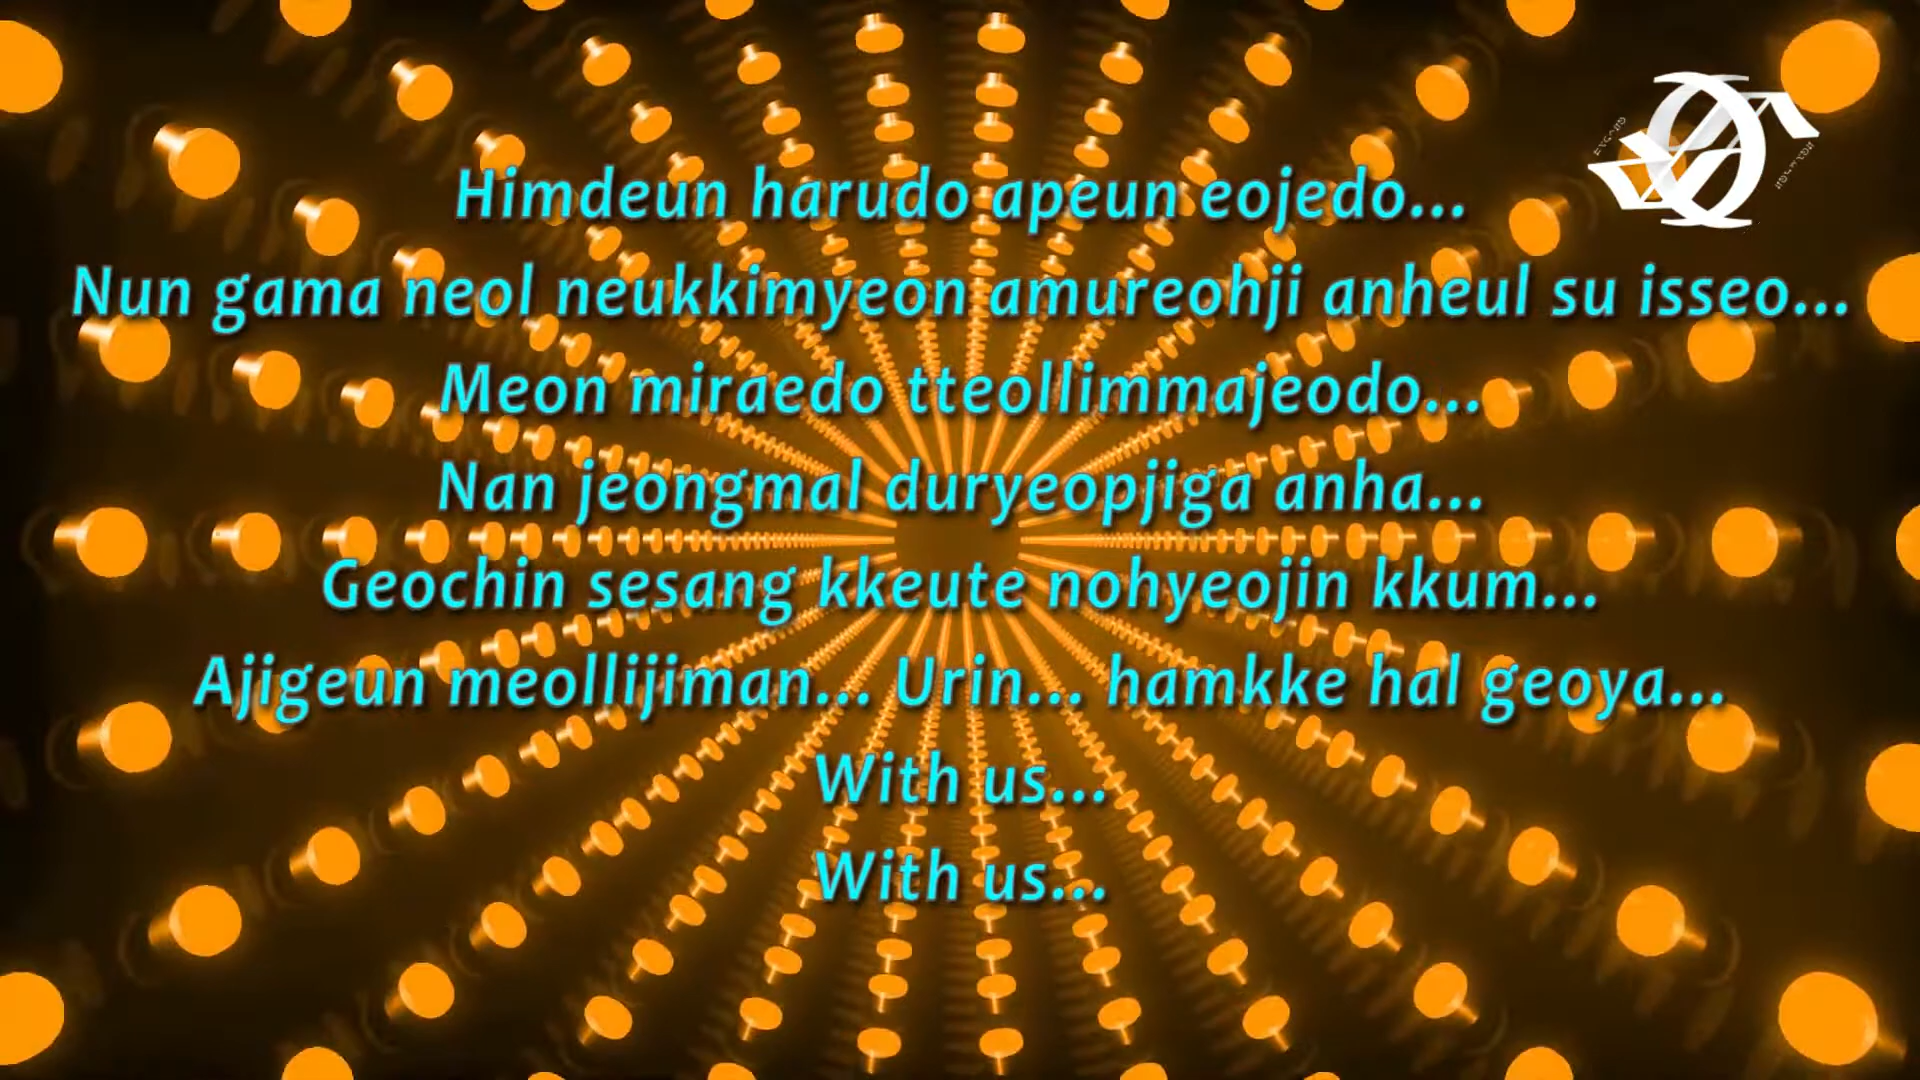 Himdeun harudo apeun eojedo...
Nun gama neol neukkimyeon amureohji anheul su isseo...
Meon miraedo tteollimmajeodo...
Nan jeongmal duryeopjiga anha...
Geochin sesang kkeute nohyeojin kkum...
Ajigeun meollijiman... Urin... hamkke hal geoya...
With us...
With us...